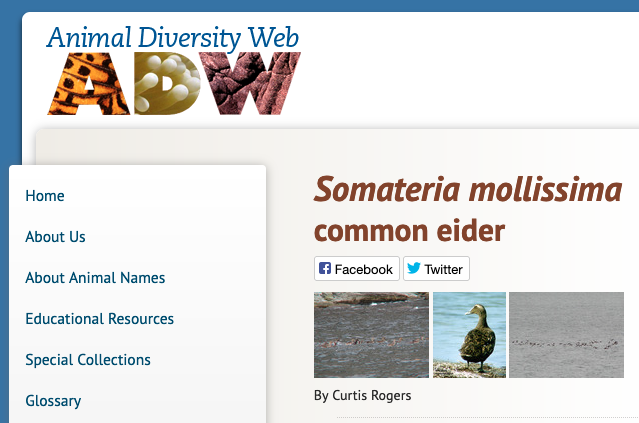 Animal Diversity Web
ADW
Home
About Us
About Animal Names
Educational Resources
Special Collections
Glossary
Somateria mollissima
common eider
Facebook
Twitter
By Curtis Rogers